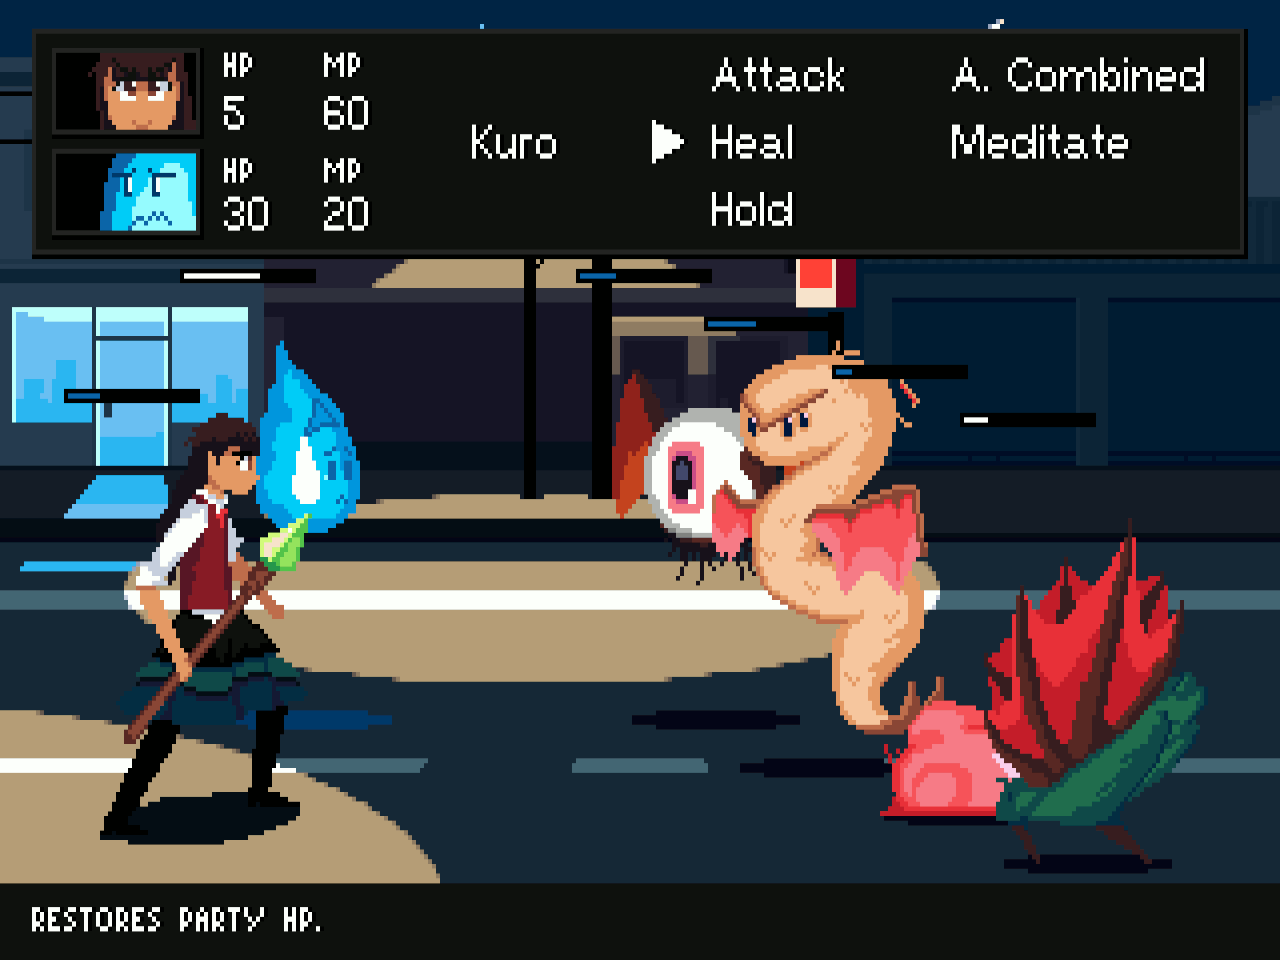 HP MP
5 60
HP MP
30 20
Kuro
Attack A. Combined
Heal Meditate
Hold
RESTORES PARTY HP.